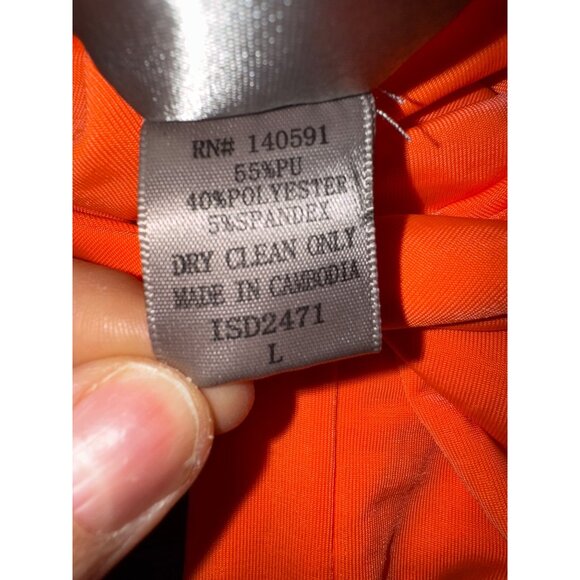 RN# 140591
55%PU
40%POLYESTER
5%SPANDEX
DRY CLEAN ONLY
MADE IN CAMBODIA
ISD2471
L